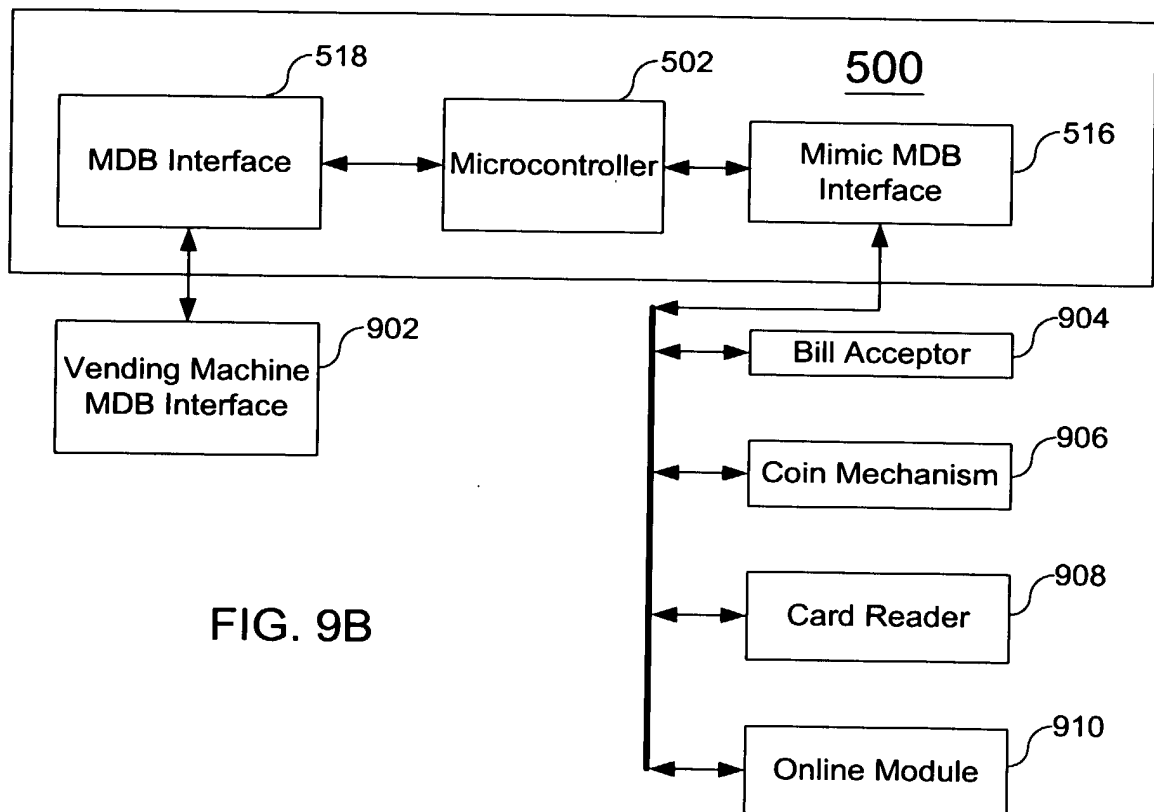 518
502
500
516
MDB Interface
Microcontroller
Mimic MDB
Interface
902
Vending Machine
MDB Interface
904
Bill Acceptor
906
Coin Mechanism
908
Card Reader
910
Online Module
FIG. 9B